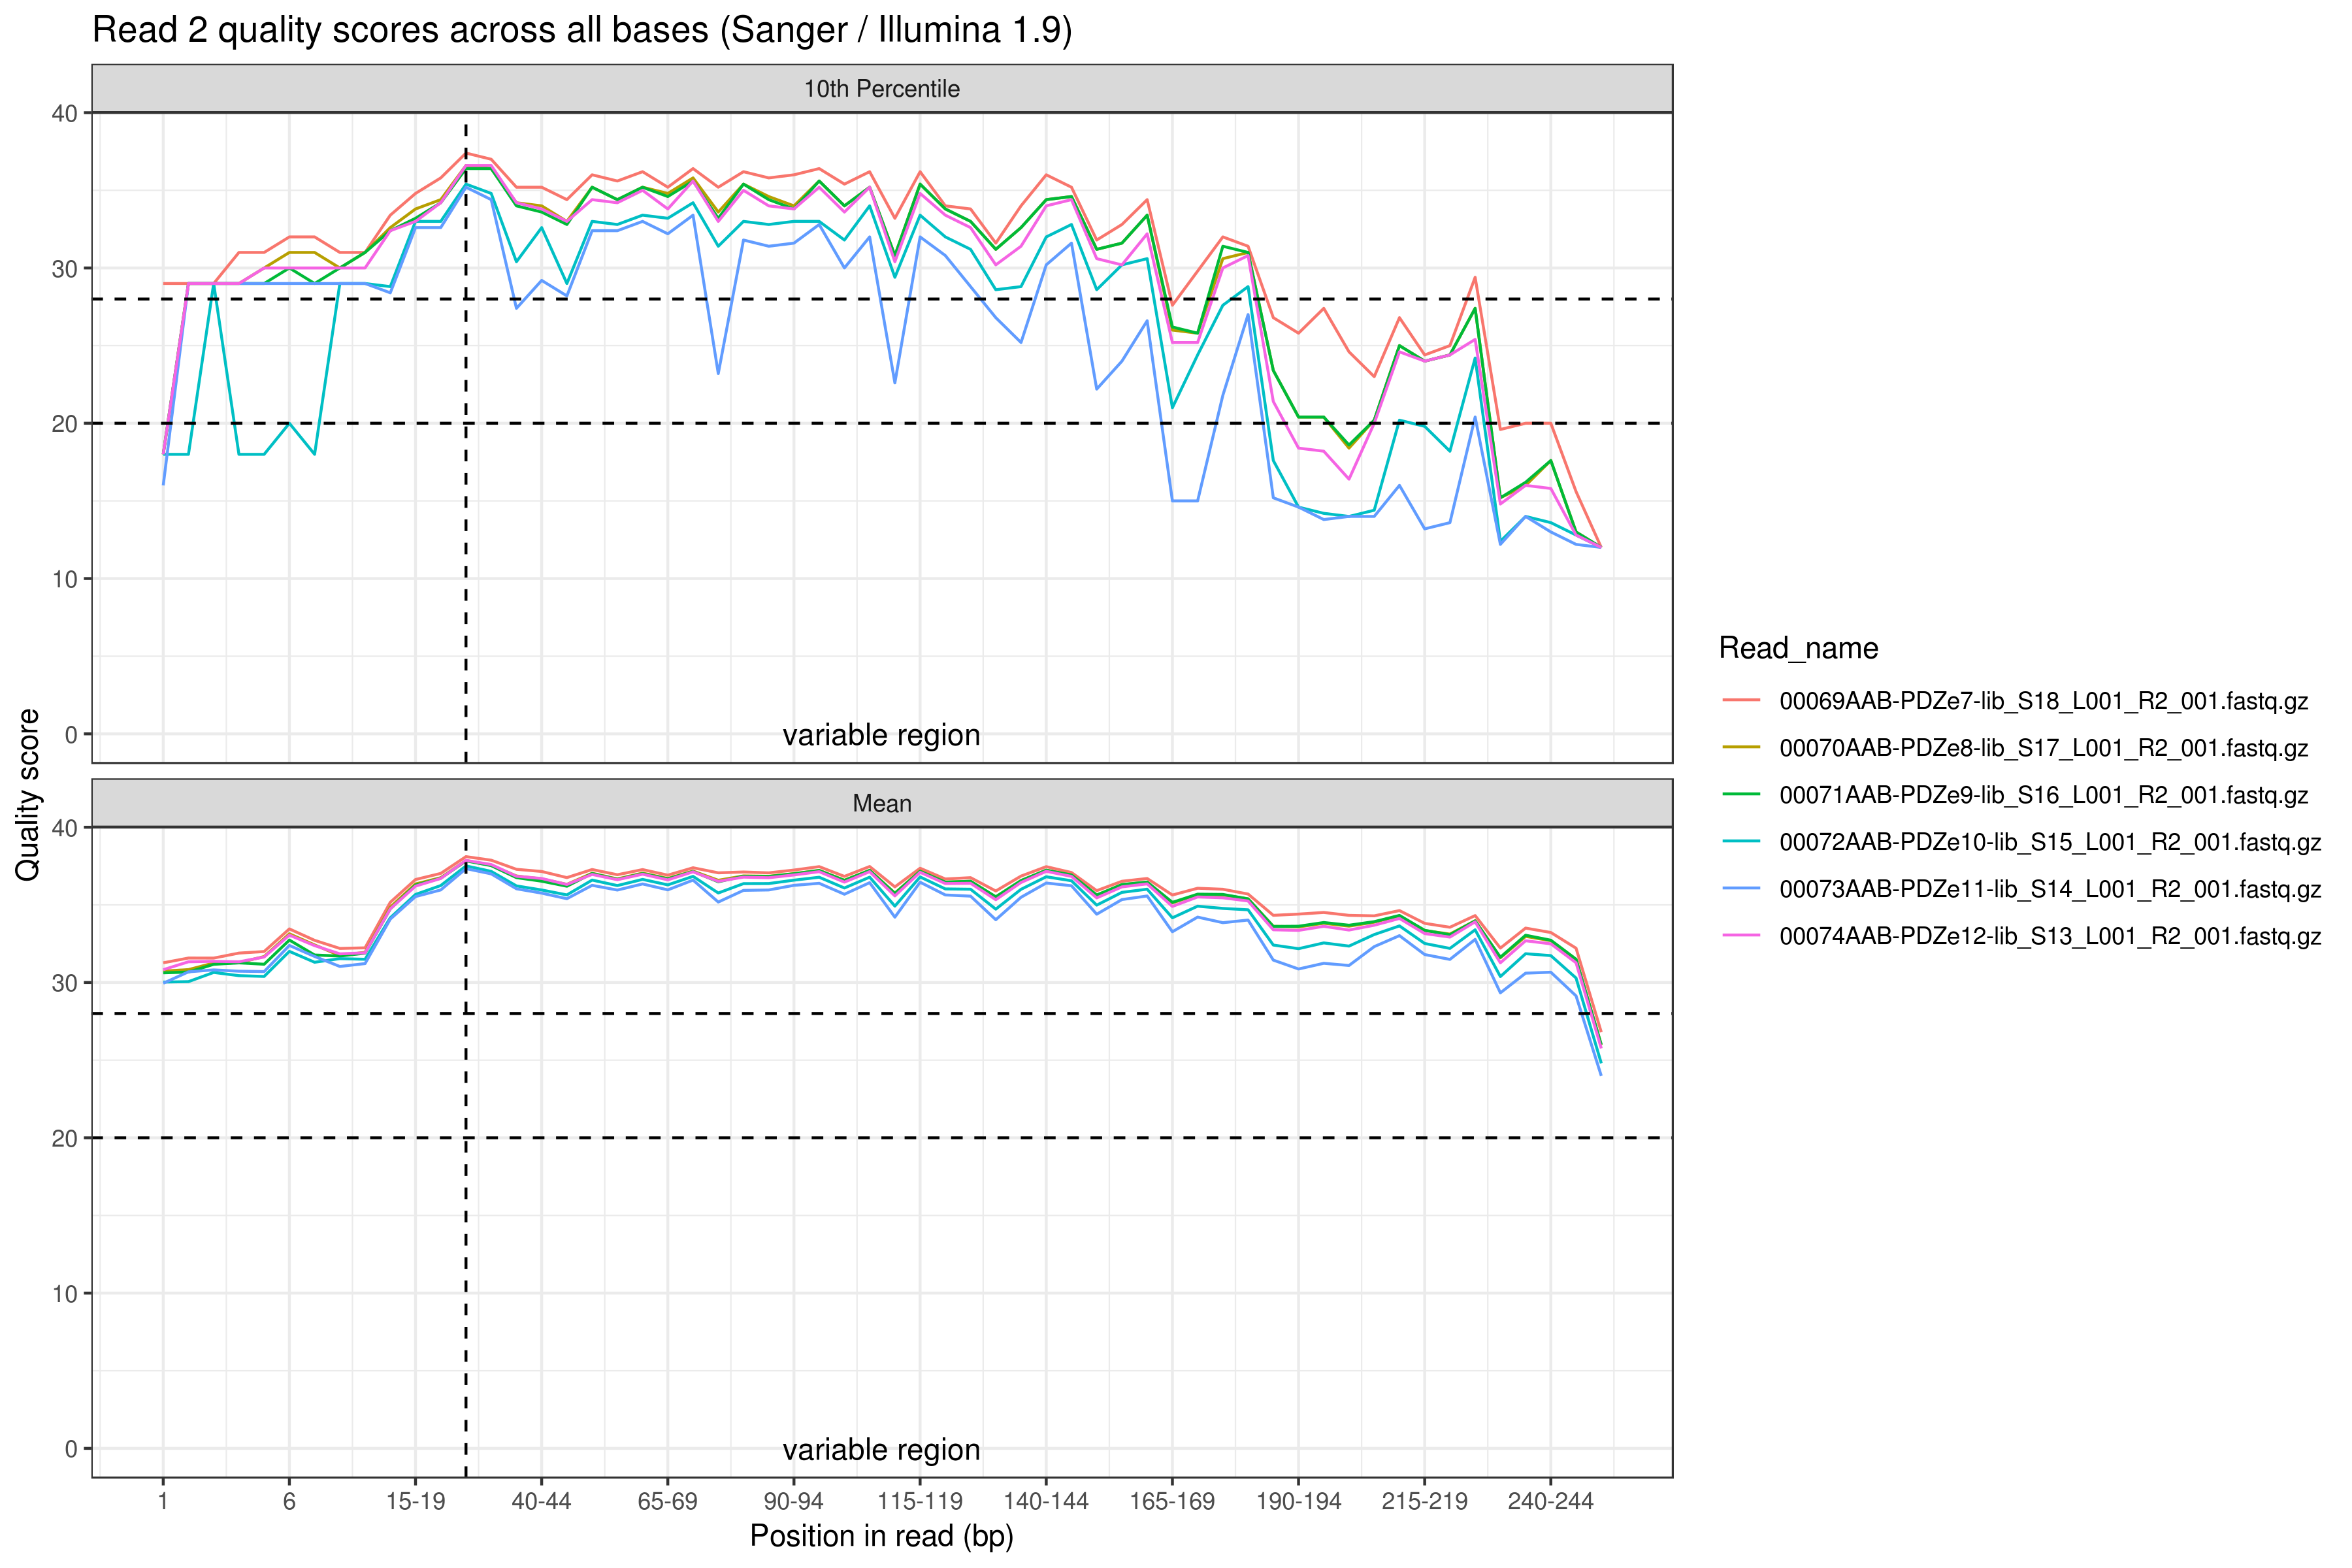 Read 2 quality scores across all bases (Sanger / Illumina 1.9)
10th Percentile
40
30
20
10
0
variable region
Quality score
Mean
40
30
20
10
0
variable region
1 6 15-19 40-44 65-69 90-94 115-119 140-144 165-169 190-194 215-219 240-244
Position in read (bp)
Read_name
00069AAB-PDZe7-lib_S18_L001_R2_001.fastq.gz
00070AAB-PDZe8-lib_S17_L001_R2_001.fastq.gz
00071AAB-PDZe9-lib_S16_L001_R2_001.fastq.gz
00072AAB-PDZe10-lib_S15_L001_R2_001.fastq.gz
00073AAB-PDZe11-lib_S14_L001_R2_001.fastq.gz
00074AAB-PDZe12-lib_S13_L001_R2_001.fastq.gz